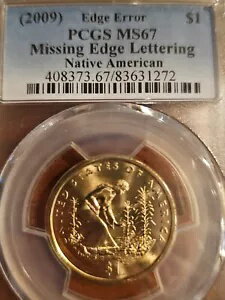 (2009) Edge Error $1
PCGS MS67
Missing Edge Lettering
Native American
408373.67/83631272
UNITED STATES OF AMERICA
$1